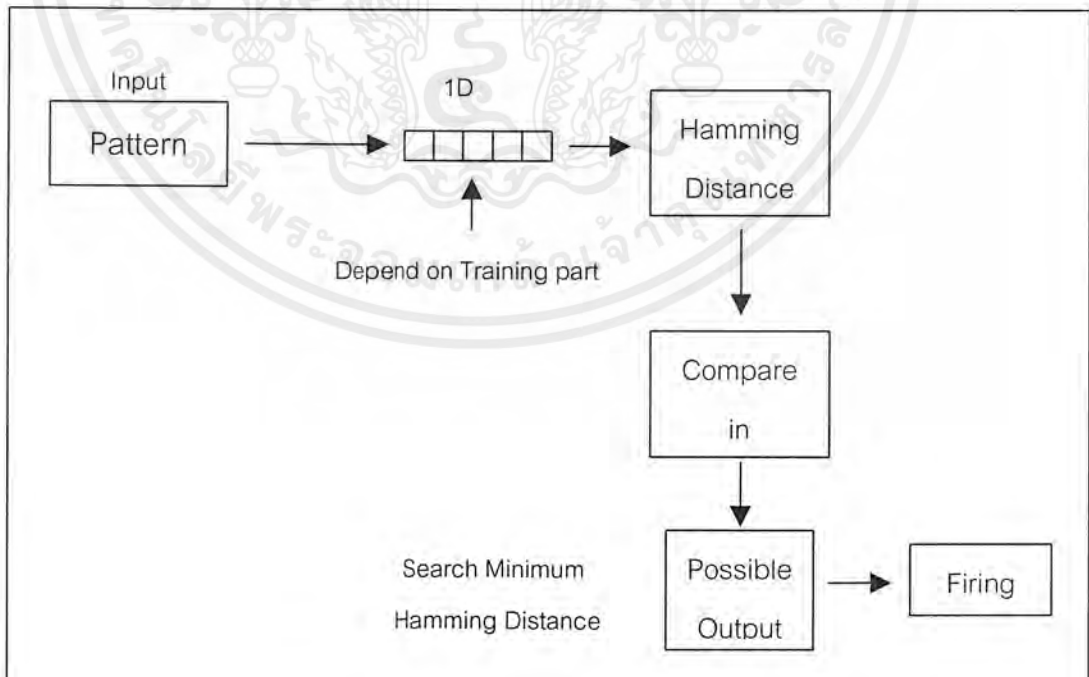 Input
Pattern
1D
Hamming
Distance
Depend on Training part
Compare
in
Search Minimum
Hamming Distance
Possible
Output
Firing